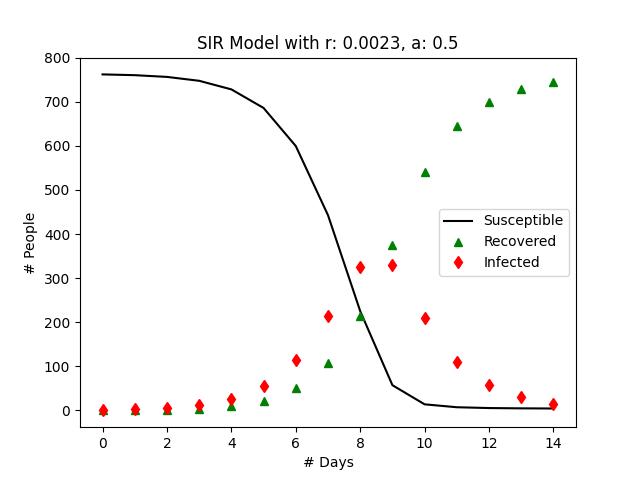 SIR Model with r: 0.0023, a: 0.5
800
700
600
500
400
300
200
100
0
# People
Susceptible
Recovered
Infected
0 2 4 6 8 10 12 14
# Days